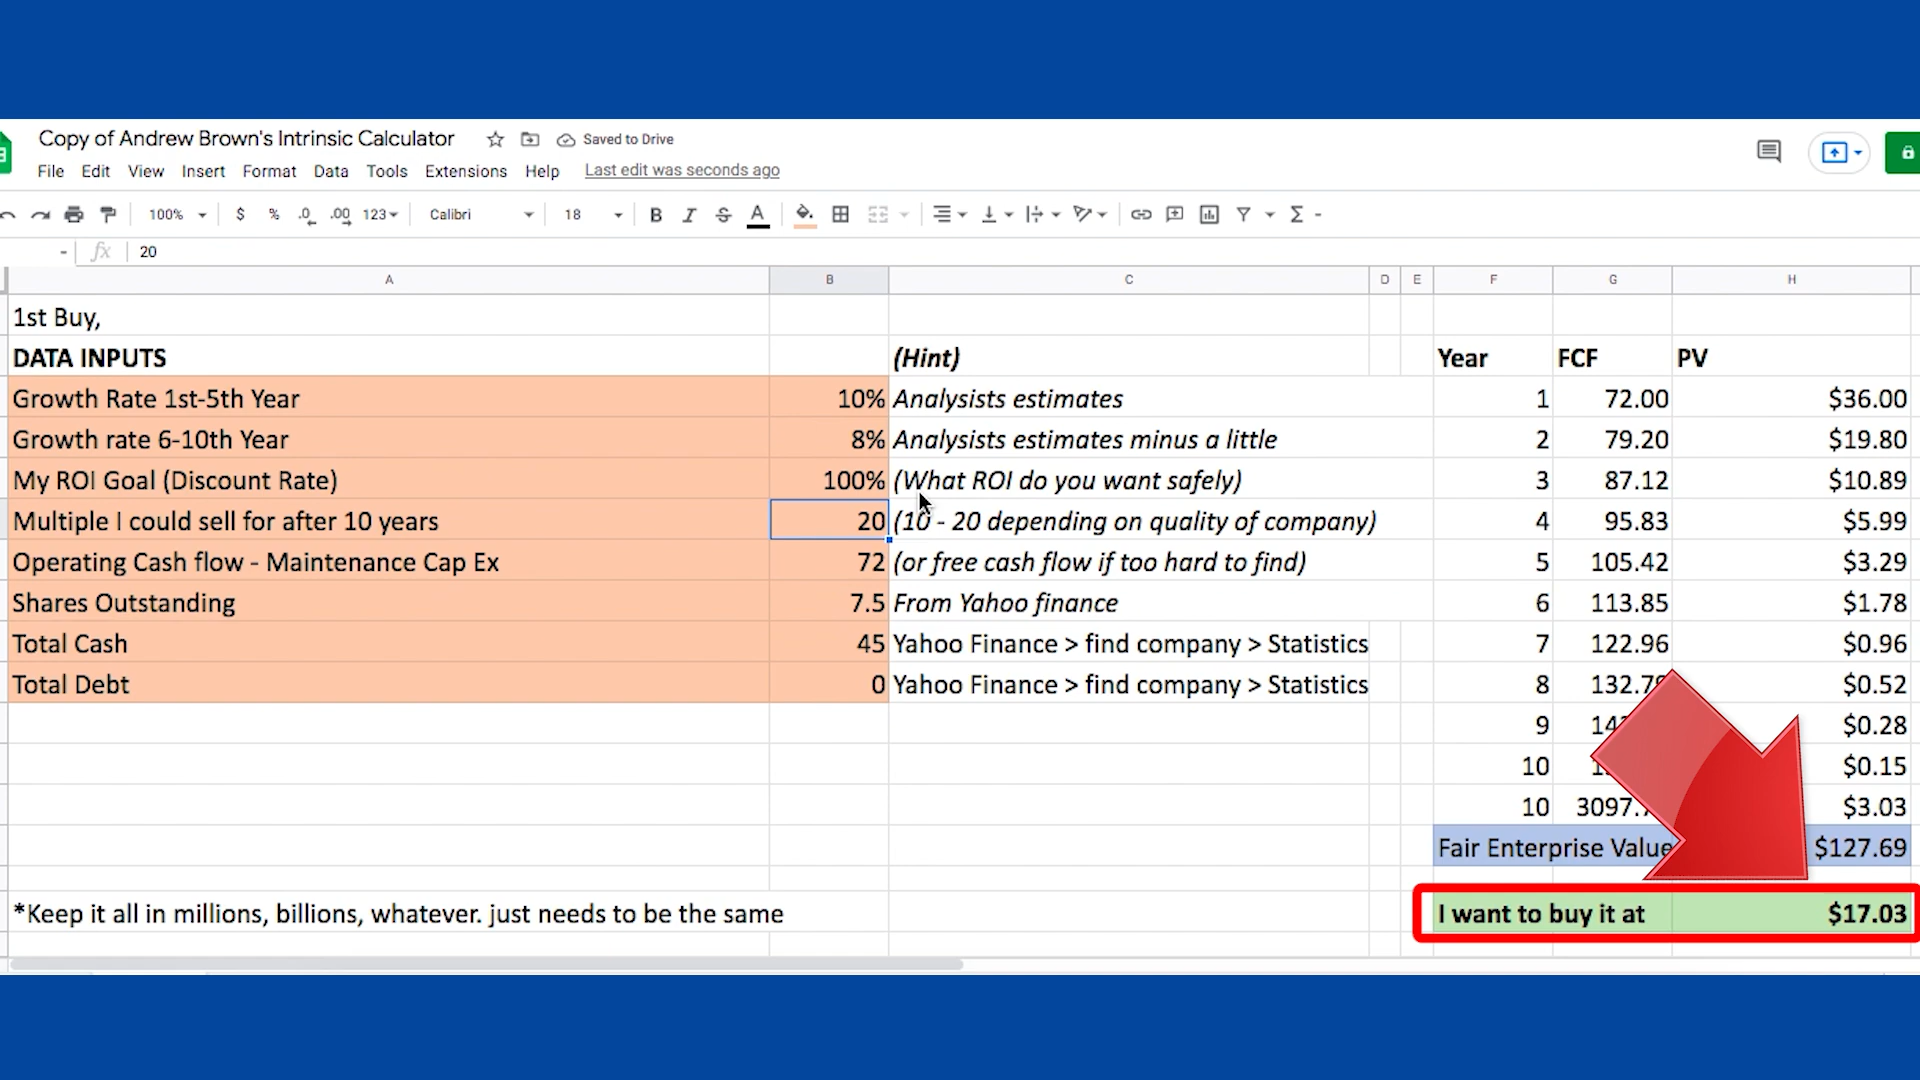 Copy of Andrew Brown's Intrinsic Calculator Saved to Drive
File Edit View Insert Format Data Tools Extensions Help Last edit was seconds ago
100% $ % .0 .00 123 Calibri 18 B I S A Σ
fx 20
A B C D E F G H
1st Buy,
DATA INPUTS (Hint) Year FCF PV
Growth Rate 1st-5th Year 10% Analysists estimates 1 72.00 $36.00
Growth rate 6-10th Year 8% Analysists estimates minus a little 2 79.20 $19.80
My ROI Goal (Discount Rate) 100% (What ROI do you want safely) 3 87.12 $10.89
Multiple I could sell for after 10 years 20 (10 - 20 depending on quality of company) 4 95.83 $5.99
Operating Cash flow - Maintenance Cap Ex 72 (or free cash flow if too hard to find) 5 105.42 $3.29
Shares Outstanding 7.5 From Yahoo finance 6 113.85 $1.78
Total Cash 45 Yahoo Finance > find company > Statistics 7 122.96 $0.96
Total Debt 0 Yahoo Finance > find company > Statistics 8 $0.52
9 $0.28
10 $0.15
10 $3.03
Fair Enterprise Value $127.69
*Keep it all in millions, billions, whatever. just needs to be the same I want to buy it at $17.03